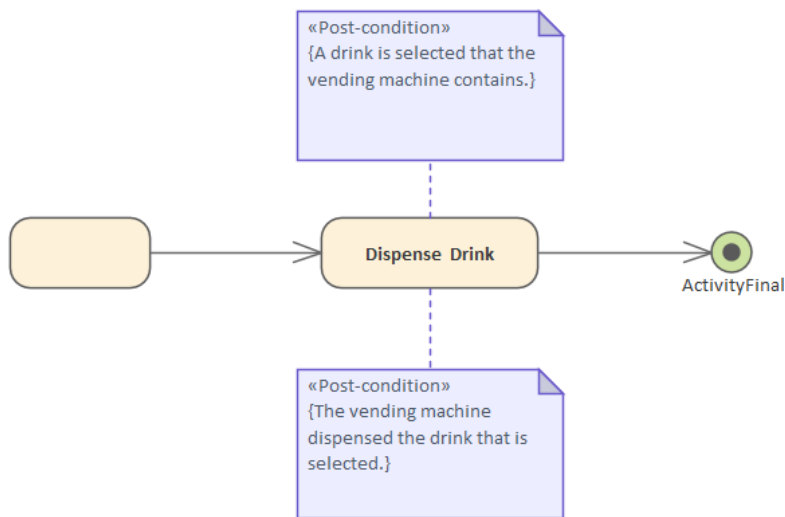 «Post-condition»
{A drink is selected that the
vending machine contains.}
Dispense Drink
ActivityFinal
«Post-condition»
{The vending machine
dispensed the drink that is
selected.}